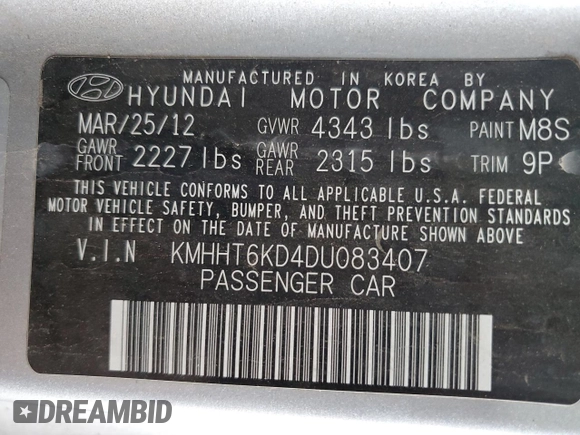 MANUFACTURED IN KOREA BY
HYUNDAI MOTOR COMPANY
MAR/25/12 GVWR 4343 lbs PAINT M8S
GAWR FRONT 2227 lbs GAWR REAR 2315 lbs TRIM 9P
THIS VEHICLE CONFORMS TO ALL APPLICABLE U.S.A. FEDERAL
MOTOR VEHICLE SAFETY, BUMPER, AND THEFT PREVENTION STANDARDS
IN EFFECT ON THE DATE OF MANUFACTURE SHOWN ABOVE.
V.I.N KMHHT6KD4DU083407
PASSENGER CAR
DREAMBID